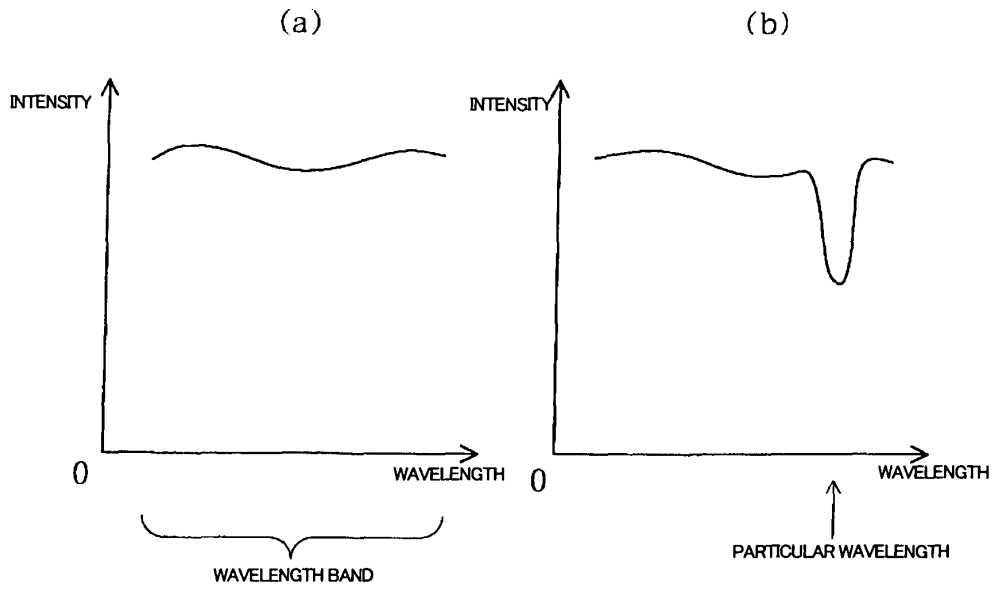 (a)
(b)
INTENSITY
INTENSITY
0
WAVELENGTH
0
WAVELENGTH
WAVELENGTH BAND
PARTICULAR WAVELENGTH